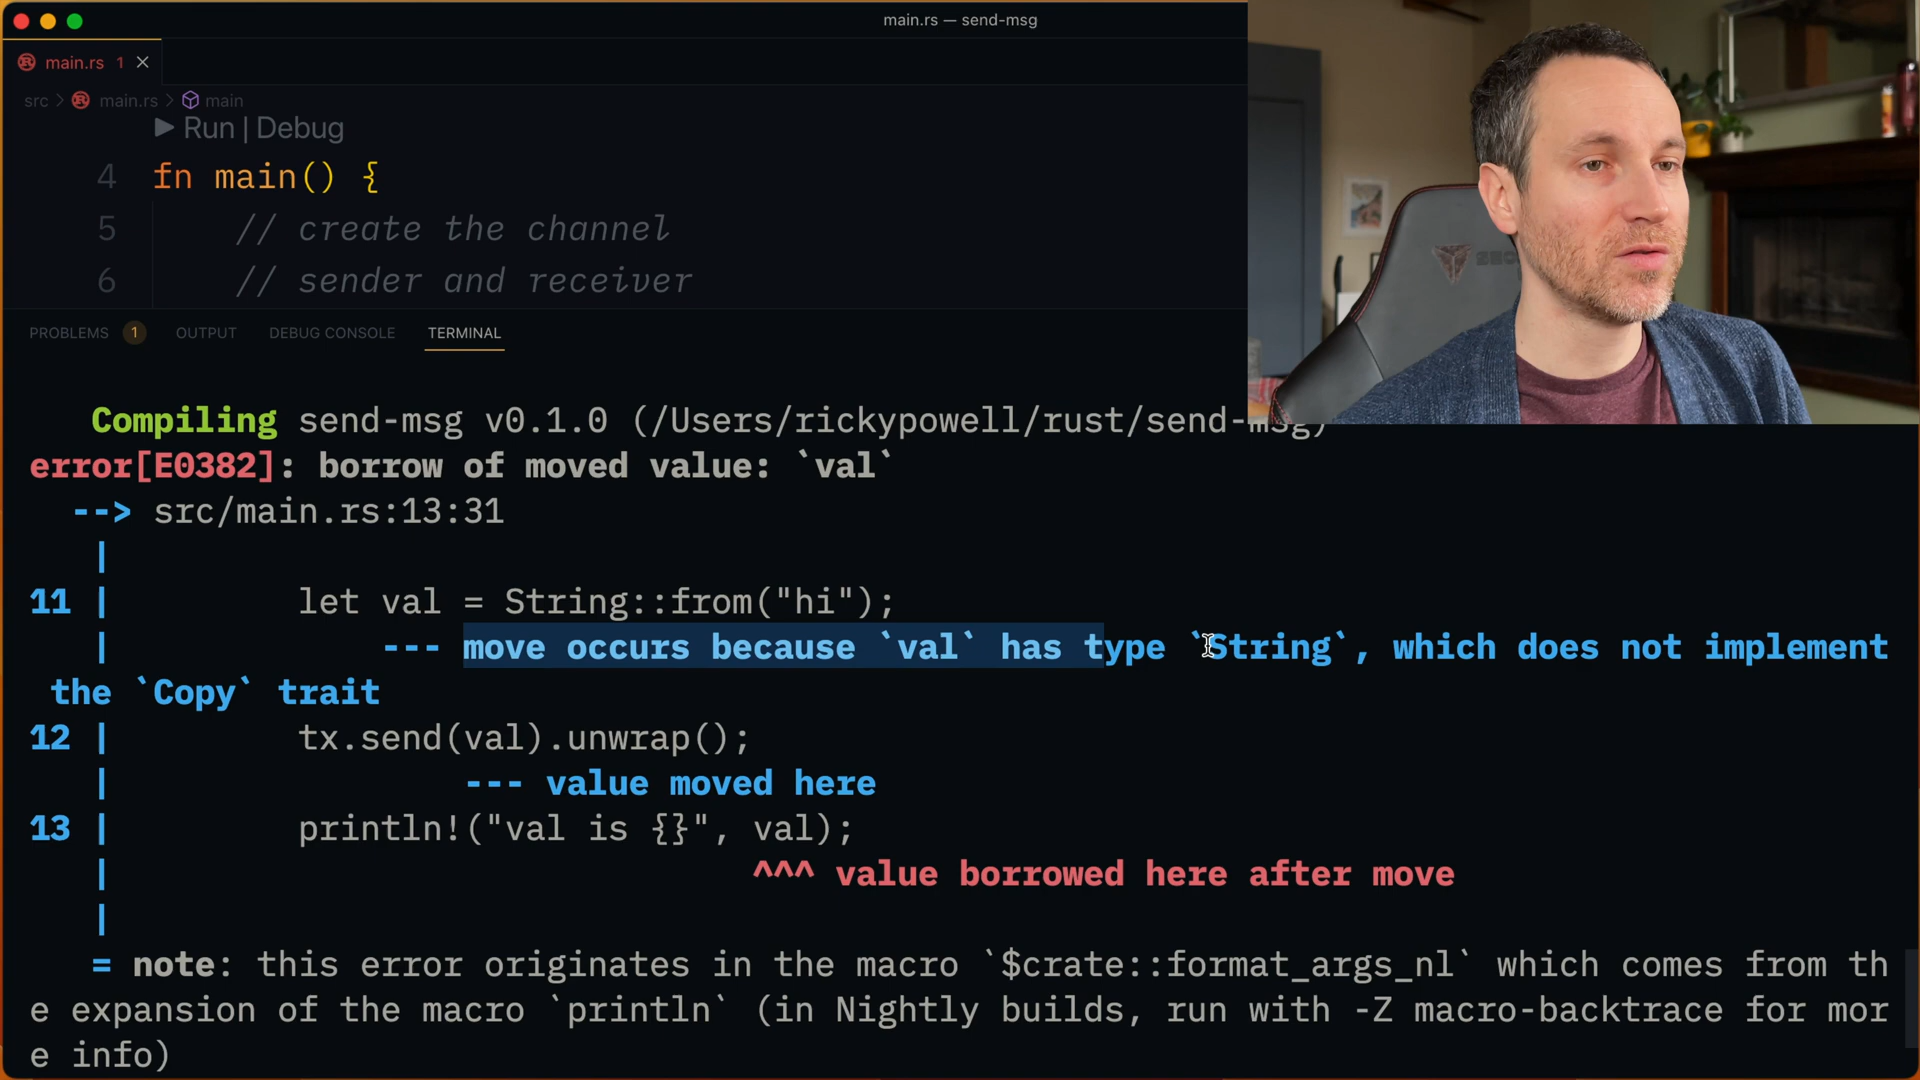 main.rs — send-msg
main.rs 1
src > main.rs > main
Run | Debug
4 fn main() {
5 // create the channel
6 // sender and receiver
PROBLEMS 1 OUTPUT DEBUG CONSOLE TERMINAL
Compiling send-msg v0.1.0 (/Users/rickypowell/rust/send-msg)
error[E0382]: borrow of moved value: `val`
--> src/main.rs:13:31
|
11 | let val = String::from("hi");
| --- move occurs because `val` has type `String`, which does not implement
the `Copy` trait
12 | tx.send(val).unwrap();
| --- value moved here
13 | println!("val is {}", val);
| ^^^ value borrowed here after move
|
= note: this error originates in the macro `$crate::format_args_nl` which comes from th
e expansion of the macro `println` (in Nightly builds, run with -Z macro-backtrace for mor
e info)